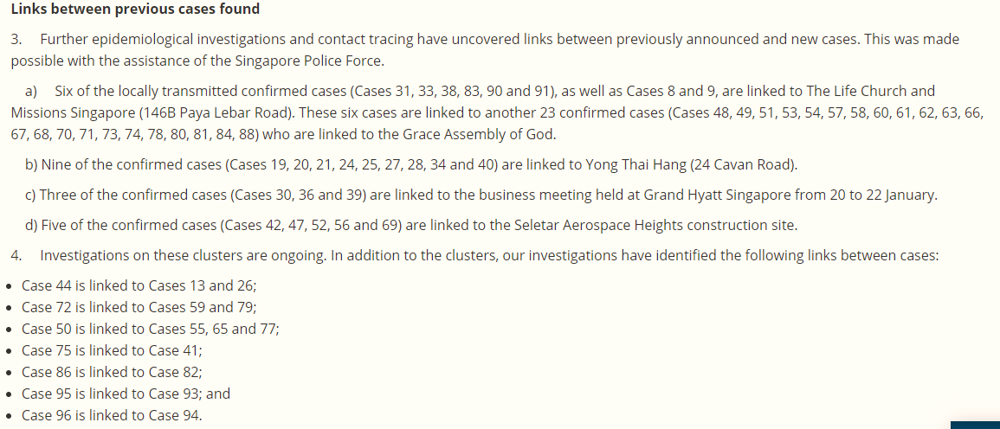 Links between previous cases found
3. Further epidemiological investigations and contact tracing have uncovered links between previously announced and new cases. This was made
possible with the assistance of the Singapore Police Force.
a) Six of the locally transmitted confirmed cases (Cases 31, 33, 38, 83, 90 and 91), as well as Cases 8 and 9, are linked to The Life Church and
Missions Singapore (146B Paya Lebar Road). These six cases are linked to another 23 confirmed cases (Cases 48, 49, 51, 53, 54, 57, 58, 60, 61, 62, 63, 66,
67, 68, 70, 71, 73, 74, 78, 80, 81, 84, 88) who are linked to the Grace Assembly of God.
b) Nine of the confirmed cases (Cases 19, 20, 21, 24, 25, 27, 28, 34 and 40) are linked to Yong Thai Hang (24 Cavan Road).
c) Three of the confirmed cases (Cases 30, 36 and 39) are linked to the business meeting held at Grand Hyatt Singapore from 20 to 22 January.
d) Five of the confirmed cases (Cases 42, 47, 52, 56 and 69) are linked to the Seletar Aerospace Heights construction site.
4. Investigations on these clusters are ongoing. In addition to the clusters, our investigations have identified the following links between cases:
• Case 44 is linked to Cases 13 and 26;
• Case 72 is linked to Cases 59 and 79;
• Case 50 is linked to Cases 55, 65 and 77;
• Case 75 is linked to Case 41;
• Case 86 is linked to Case 82;
• Case 95 is linked to Case 93; and
• Case 96 is linked to Case 94.